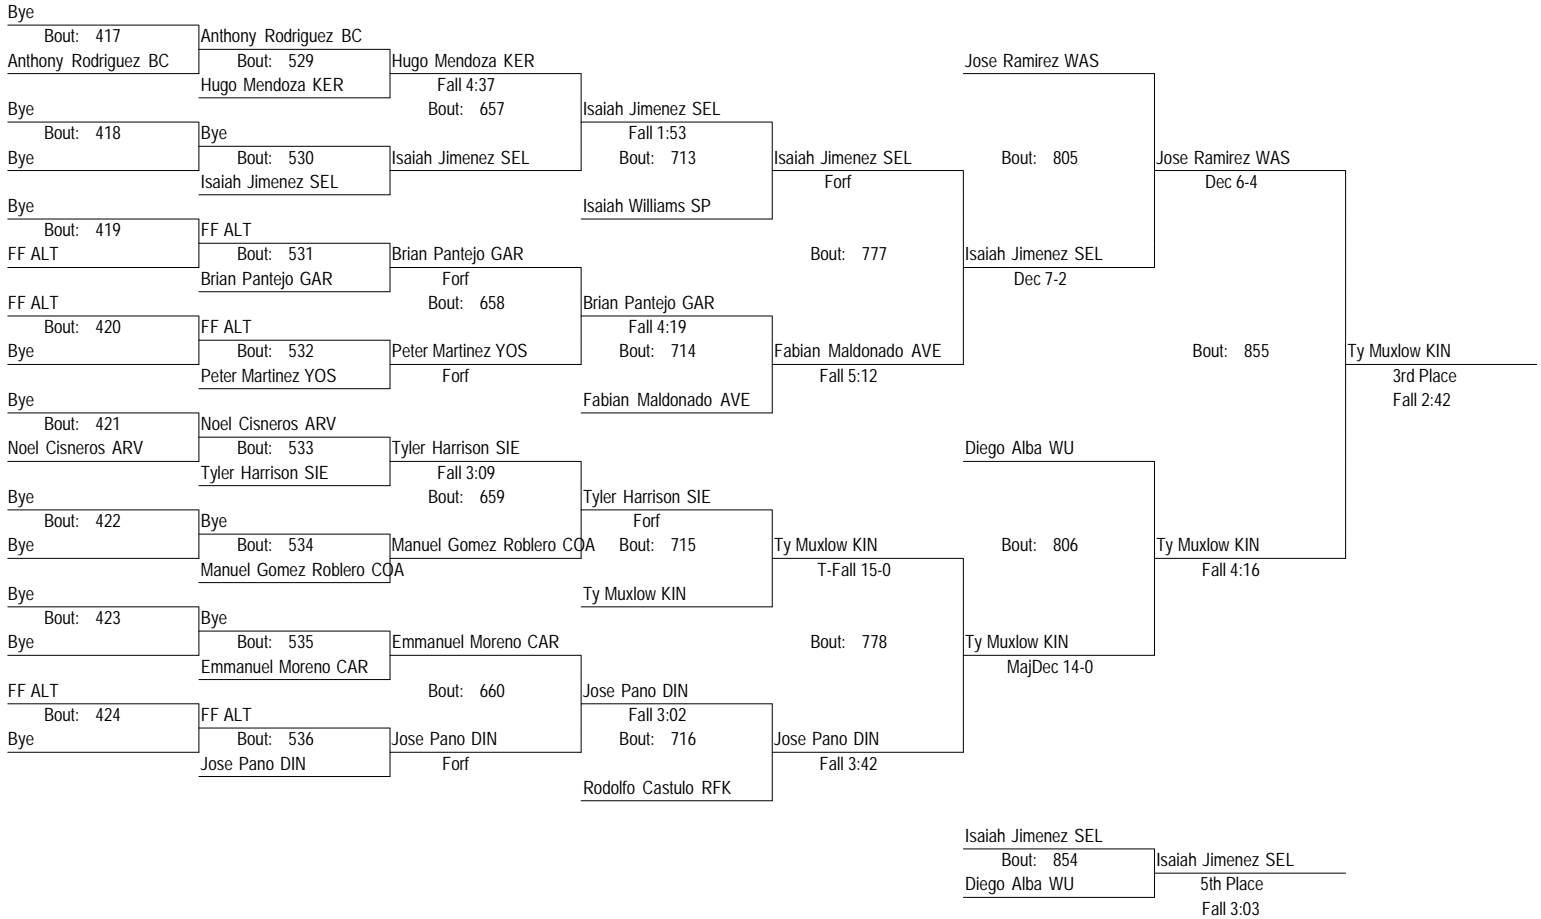 Bye
Bout: 417
Anthony Rodriguez BC
Bye
Bout: 418
Bye
Bye
Bout: 419
FF ALT
FF ALT
Bout: 420
Bye
Bye
Bout: 421
Noel Cisneros ARV
Bye
Bout: 422
Bye
Bye
Bout: 423
Bye
FF ALT
Bout: 424
Bye
Anthony Rodriguez BC
Bout: 529
Hugo Mendoza KER
Bye
Bout: 530
Isaiah Jimenez SEL
FF ALT
Bout: 531
Brian Pantejo GAR
FF ALT
Bout: 532
Peter Martinez YOS
Noel Cisneros ARV
Bout: 533
Tyler Harrison SIE
Bye
Bout: 534
Manuel Gomez Roblero COA
Bye
Bout: 535
Emmanuel Moreno CAR
FF ALT
Bout: 536
Jose Pano DIN
Hugo Mendoza KER
Fall 4:37
Bout: 657
Isaiah Jimenez SEL
Brian Pantejo GAR
Forf
Bout: 658
Peter Martinez YOS
Forf
Tyler Harrison SIE
Fall 3:09
Bout: 659
Manuel Gomez Roblero COA
Emmanuel Moreno CAR
Bout: 660
Jose Pano DIN
Forf
Isaiah Jimenez SEL
Fall 1:53
Bout: 713
Isaiah Williams SP
Brian Pantejo GAR
Fall 4:19
Bout: 714
Fabian Maldonado AVE
Tyler Harrison SIE
Forf
Bout: 715
Ty Muxlow KIN
Jose Pano DIN
Fall 3:02
Bout: 716
Rodolfo Castulo RFK
Isaiah Jimenez SEL
Forf
Bout: 777
Fabian Maldonado AVE
Fall 5:12
Ty Muxlow KIN
T-Fall 15-0
Bout: 778
Jose Pano DIN
Fall 3:42
Jose Ramirez WAS
Bout: 805
Isaiah Jimenez SEL
Dec 7-2
Diego Alba WU
Bout: 806
Ty Muxlow KIN
MajDec 14-0
Jose Ramirez WAS
Dec 6-4
Bout: 855
Ty Muxlow KIN
Fall 4:16
Ty Muxlow KIN
3rd Place
Fall 2:42
Isaiah Jimenez SEL
Bout: 854
Diego Alba WU
Isaiah Jimenez SEL
5th Place
Fall 3:03